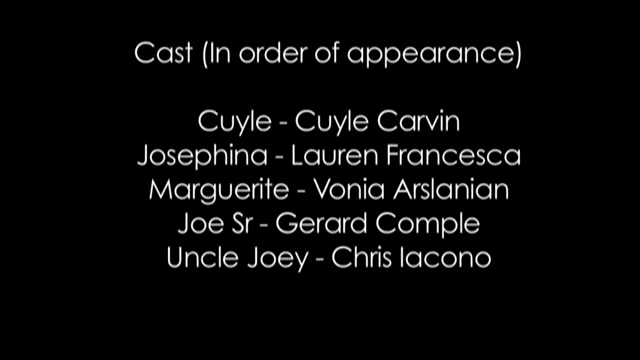 Cast (In order of appearance)
Cuyle - Cuyle Carvin
Josephina - Lauren Francesca
Marguerite - Vonia Arslanian
Joe Sr - Gerard Comple
Uncle Joey - Chris Iacono